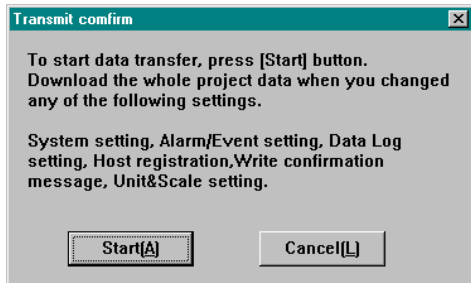 Transmit comfirm
To start data transfer, press [Start] button.
Download the whole project data when you changed
any of the following settings.
System setting, Alarm/Event setting, Data Log
setting, Host registration,Write confirmation
message, Unit&Scale setting.
Start(A) Cancel(L)